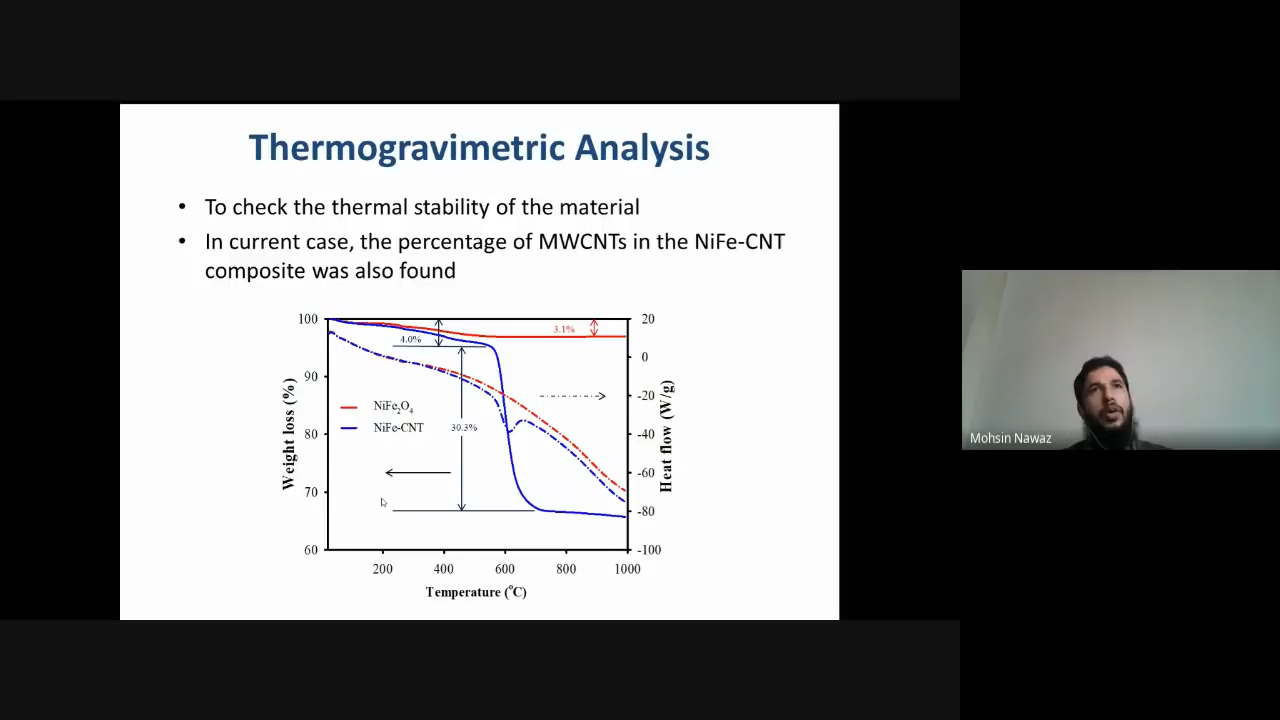 Thermogravimetric Analysis
• To check the thermal stability of the material
• In current case, the percentage of MWCNTs in the NiFe-CNT
composite was also found
100
90
80
70
60
Weight loss (%)
20
0
-20
-40
-60
-80
-100
Heat flow (W/g)
3.1%
4.0%
30.3%
NiFe2O4
NiFe-CNT
200 400 600 800 1000
Temperature (°C)
Mohsin Nawaz